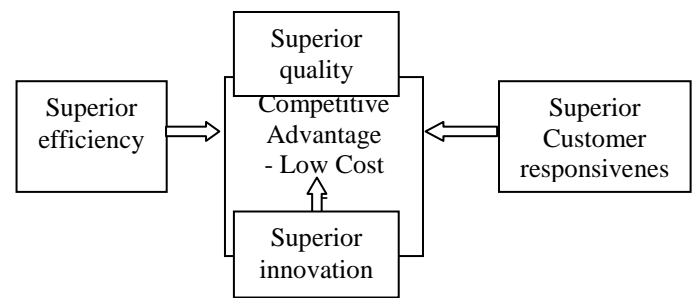 Superior
quality
Superior
efficiency
Competitive
Advantage
- Low Cost
Superior
Customer
responsivenes
Superior
innovation